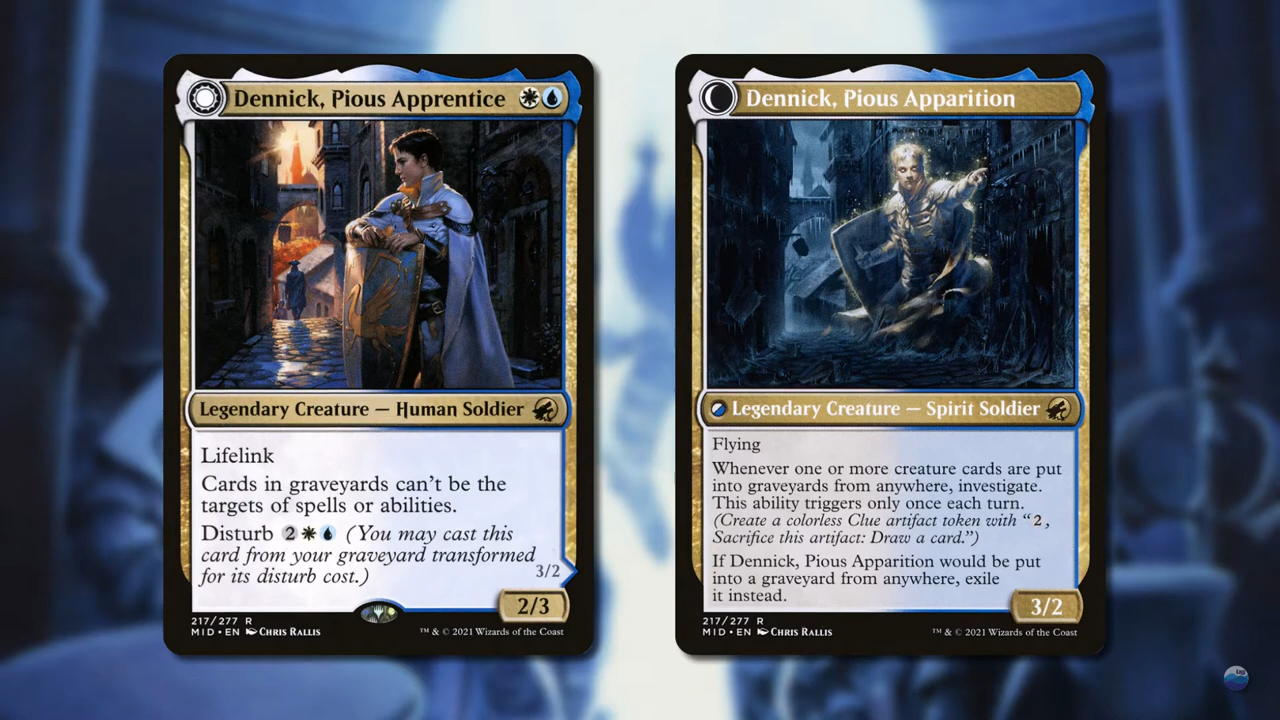 Dennick, Pious Apprentice
Legendary Creature — Human Soldier
Lifelink
Cards in graveyards can't be the
targets of spells or abilities.
Disturb 2 (You may cast this
card from your graveyard transformed
for its disturb cost.)
3/2
2/3
217/277 R
MID • EN Chris Rallis
™ & © 2021 Wizards of the Coast
Dennick, Pious Apparition
Legendary Creature — Spirit Soldier
Flying
Whenever one or more creature cards are put
into graveyards from anywhere, investigate.
This ability triggers only once each turn.
(Create a colorless Clue artifact token with “2,
Sacrifice this artifact: Draw a card.”)
If Dennick, Pious Apparition would be put
into a graveyard from anywhere, exile
it instead.
3/2
217/277 R
MID • EN Chris Rallis
™ & © 2021 Wizards of the Coast